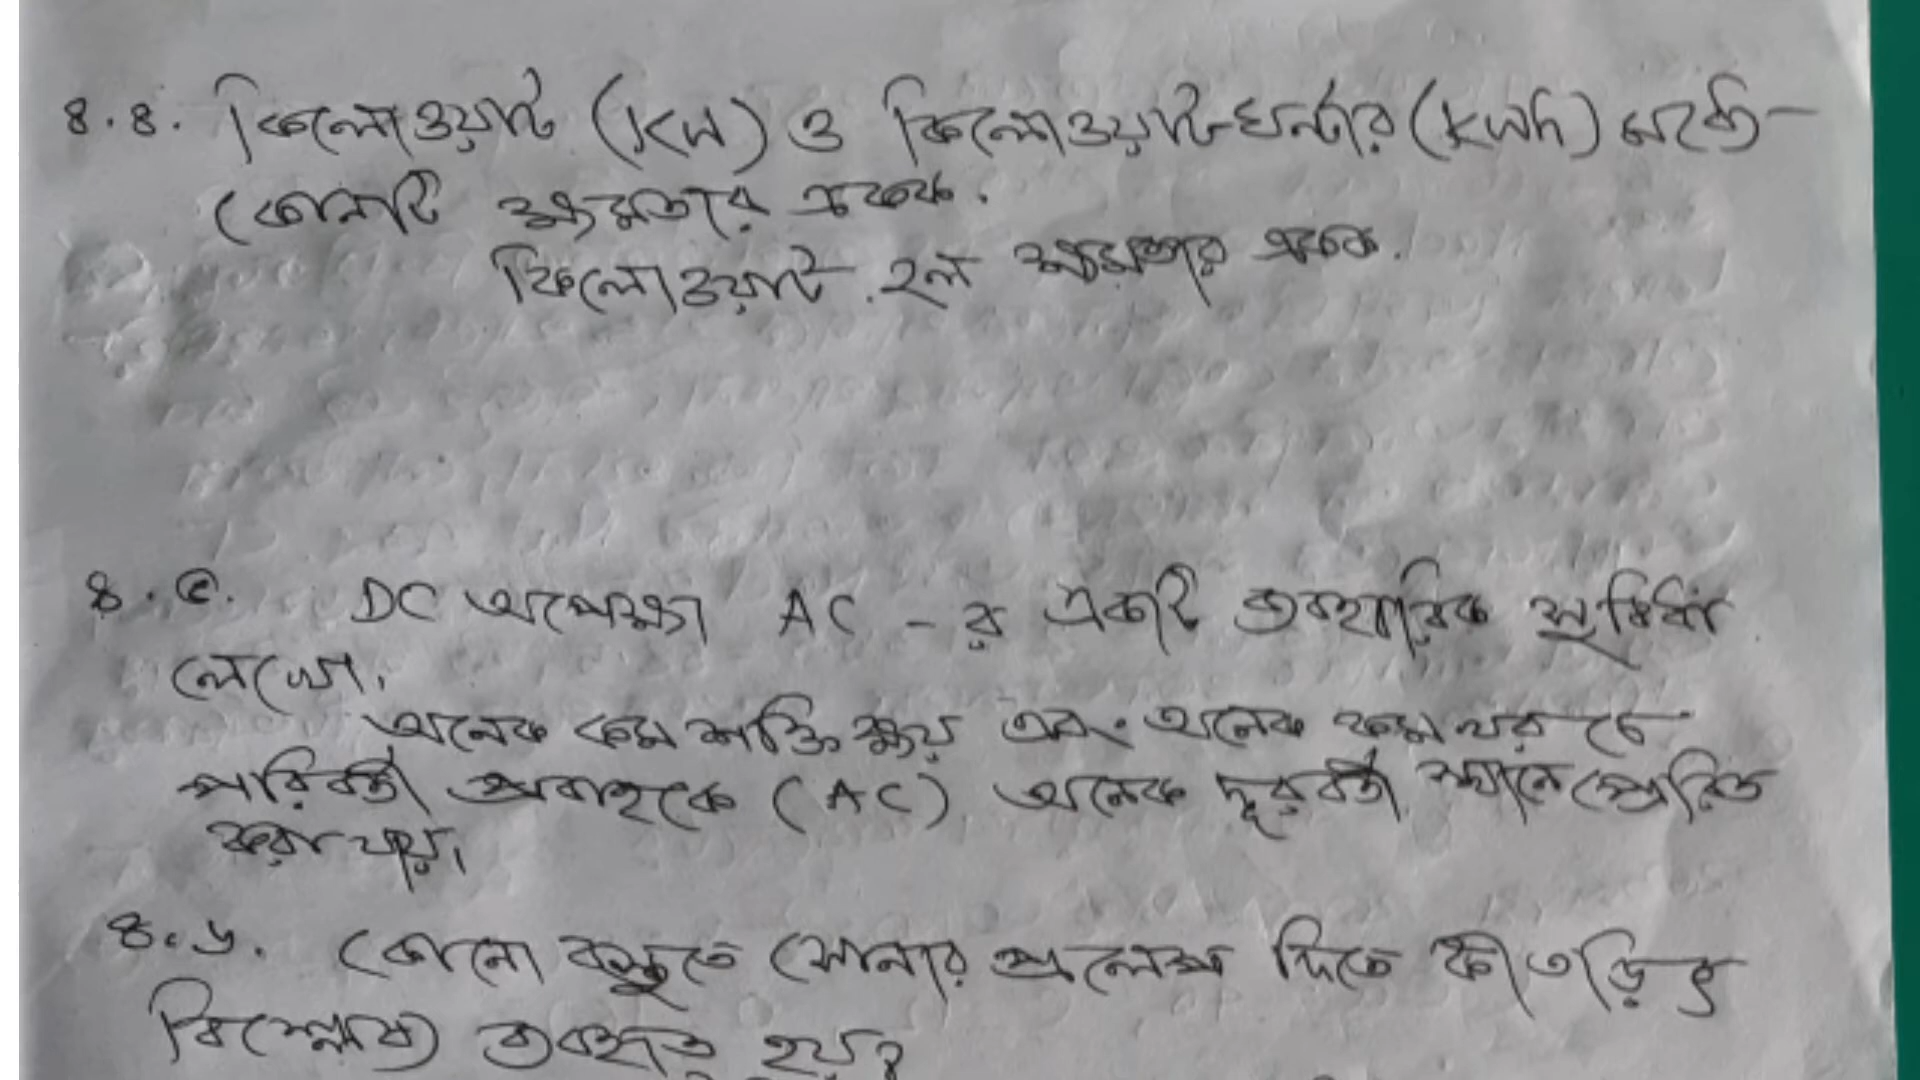 ৪.৪. কিলোওয়াট (KW) ও কিলোওয়াট-ঘন্টার (kWh) মধ্যে-
কোনটি ক্ষমতার একক.
কিলোওয়াট হল ক্ষমতার একক.
৪.৫. DC অপেক্ষা AC -র একটি ব্যবহারিক সুবিধা
লেখো.
অনেক কম শক্তি ক্ষয় এবং অনেক কম খরচে
পরিবর্তী প্রবাহকে (AC) অনেক দূরবর্তী স্থানে প্রেরিত
করা যায়।
৪.৬. কোনো বস্তুতে সোনার প্রলেপ দিতে কী তড়িৎ
বিশ্লেষ্য ব্যবহৃত হয়?